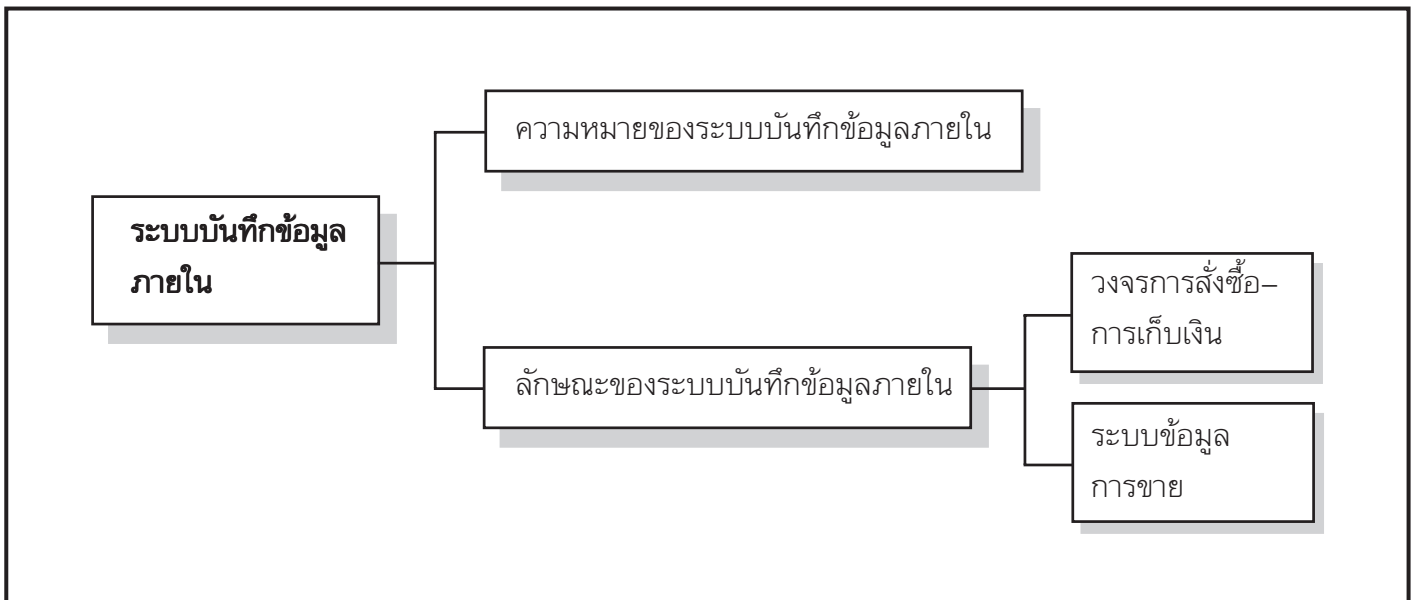 ความหมายของระบบบันทึกข้อมูลภายใน
ระบบบันทึกข้อมูล
ภายใน
ลักษณะของระบบบันทึกข้อมูลภายใน
วงจรการสั่งซื้อ–
การเก็บเงิน
ระบบข้อมูล
การขาย